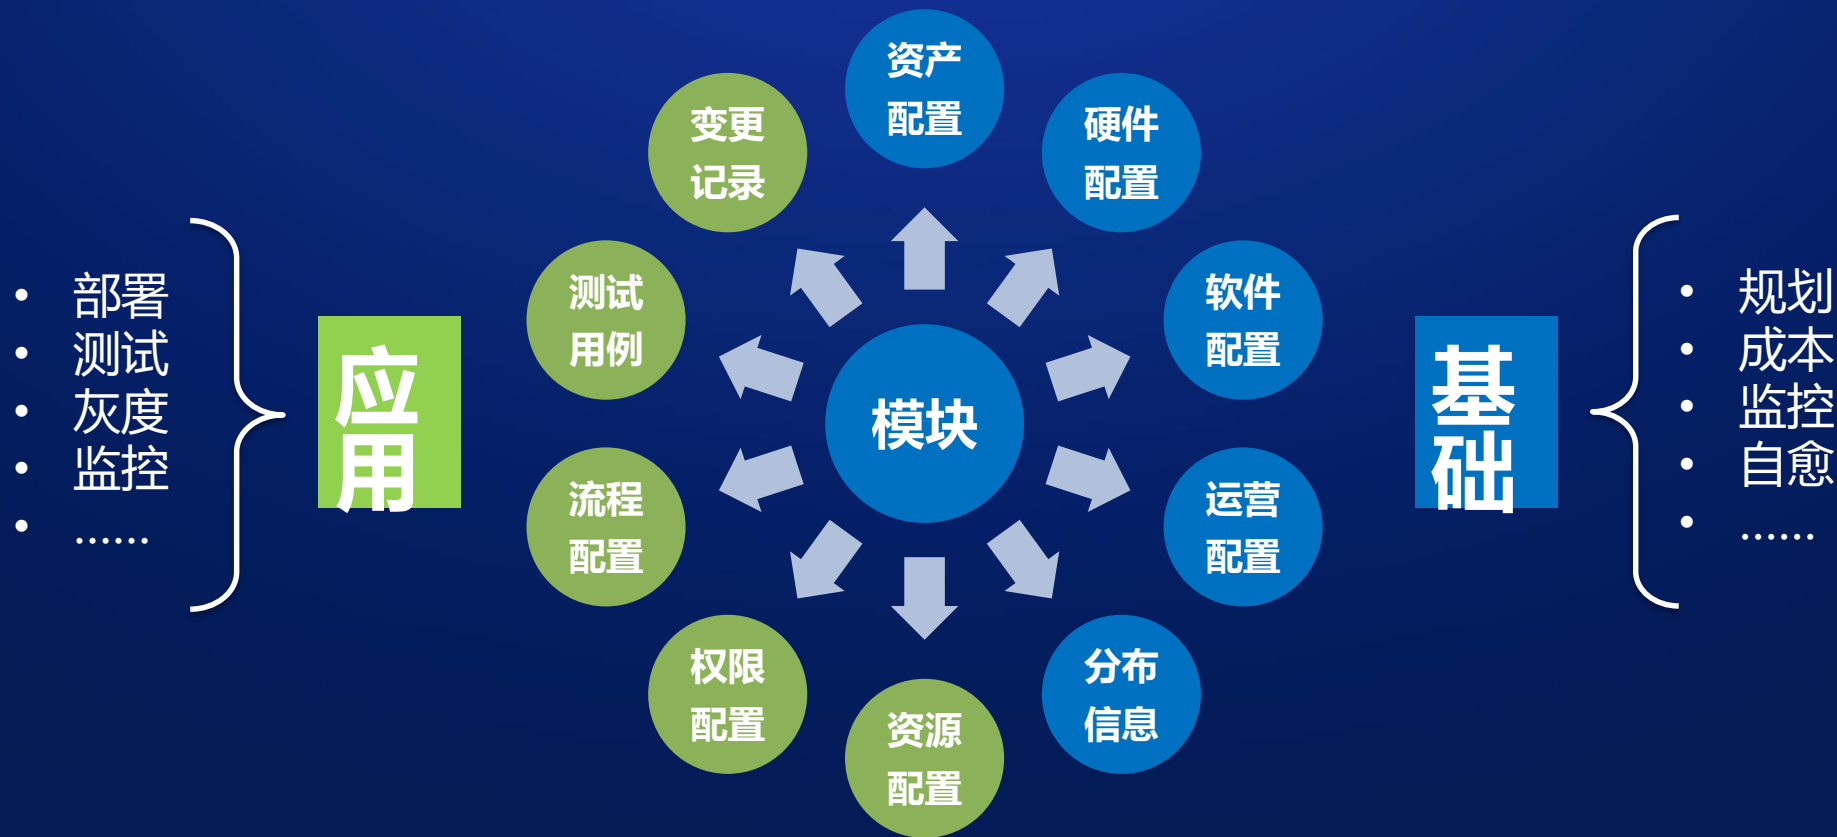 部署
测试
灰度
监控
……
应
用
变更
记录
测试
用例
流程
配置
权限
配置
资源
配置
模块
资产
配置
硬件
配置
软件
配置
运营
配置
分布
信息
基
础
规划
成本
监控
自愈
……